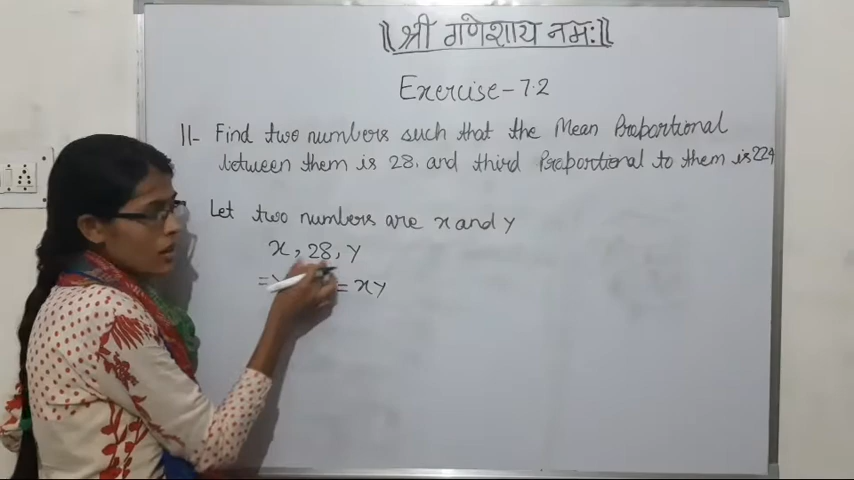 ॥ श्री गणेशाय नमः॥
Exercise-7.2
11- Find two numbers such that the Mean Proportional
between them is 28, and third Proportional to them is 224
Let two numbers are x and y
x, 28, y
= xy